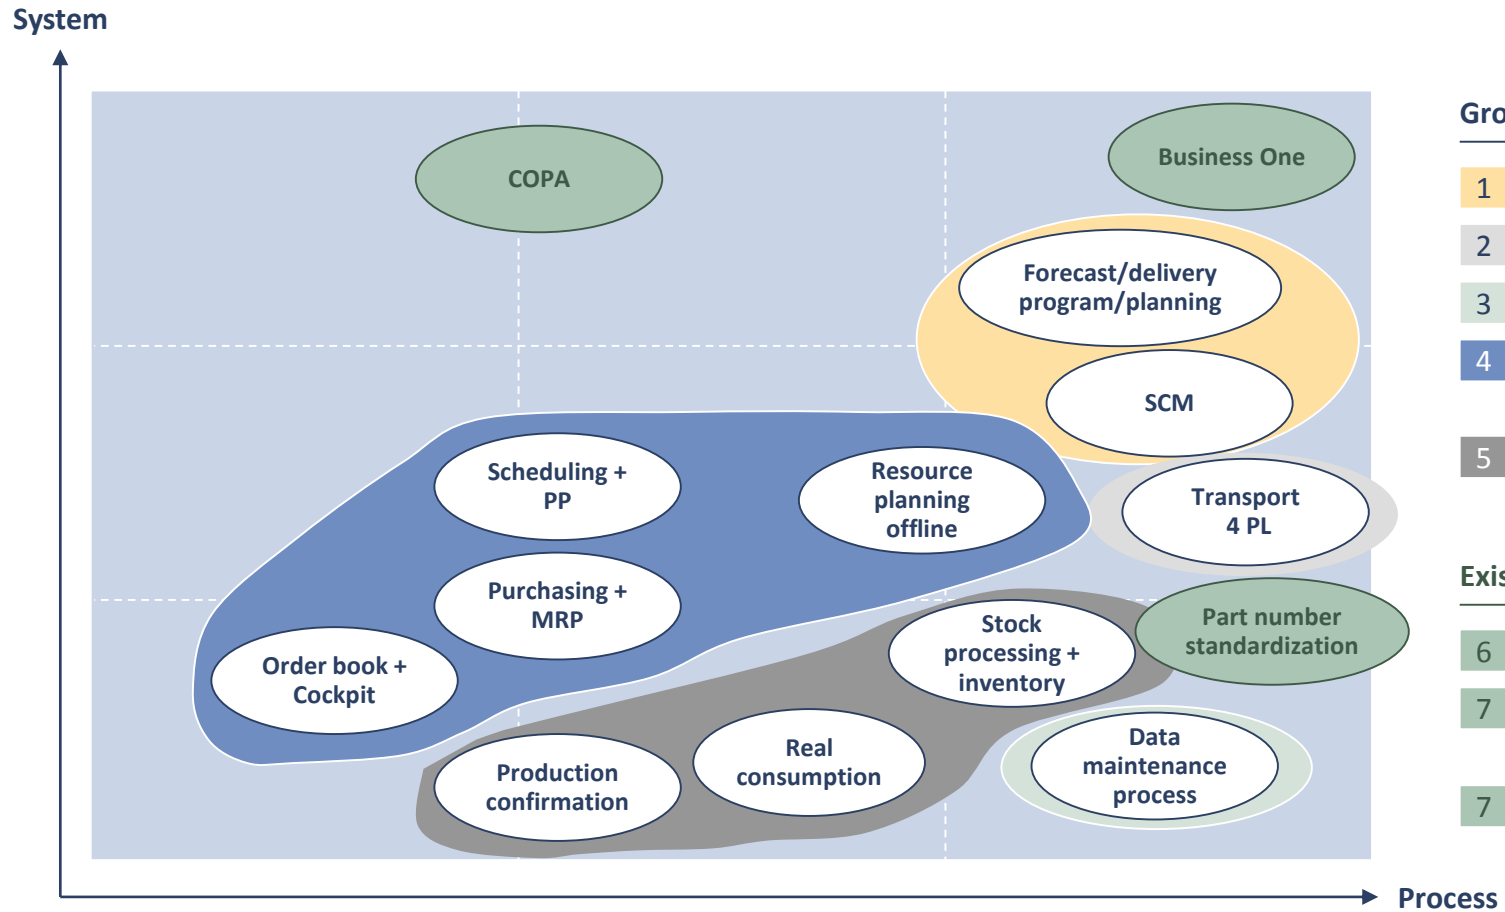 System
COPA
Business One
Forecast/delivery
program/planning
SCM
Scheduling +
PP
Resource
planning
offline
Transport
4 PL
Purchasing +
MRP
Stock
processing +
inventory
Part number
standardization
Order book +
Cockpit
Production
confirmation
Real
consumption
Data
maintenance
process
Process
Gro
1
2
3
4
5
Exis
6
7
7